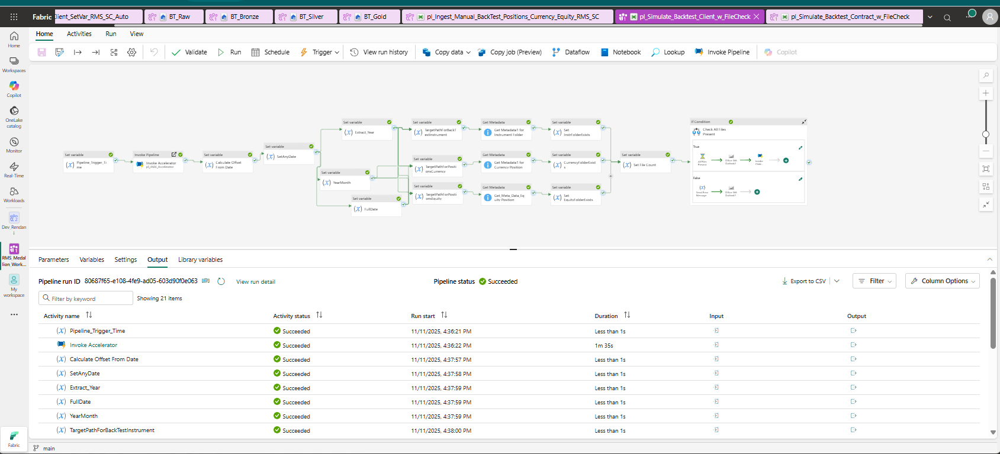 Fabric
Client_SetVar_RMS_SC_Auto
BT_Raw
BT_Bronze
BT_Silver
BT_Gold
pl_Ingest_Manual_BackTest_Positions_Currency_Equity_RMS_SC
pl_Simulate_Backtest_Client_w_FileCheck
pl_Simulate_Backtest_Contract_w_FileCheck
Home
Activities
Run
View
Validate
Run
Schedule
Trigger
View run history
Copy data
Copy job (Preview)
Dataflow
Notebook
Lookup
Invoke Pipeline
Copilot
Home
Workspaces
Copilot
OneLake
catalog
Monitor
Real-Time
Workloads
Dev_Rendan
i
RMS_Medal
lion_Work...
My
workspace
Fabric
Set variable
Pipeline_Trigger_Ti
me
Invoke Pipeline
Invoke Accelerator
pl_child_Accelerator
Set variable
Calculate Offset
From Date
Set variable
SetAnyDate
Set variable
Extract_Year
Set variable
YearMonth
Set variable
FullDate
Set variable
TargetPathForBackT
estInstrument
Set variable
TargetPathForPositi
onsCurrency
Set variable
TargetPathForPositi
onsEquity
Get Metadata
Get Metadata1 for
Instrument Folder
Get Metadata
Get Metadata1 for
Currency Position
Get Metadata
Get_Meta_Data_Eq
uity Position
Set variable
Set
InstrFolderExists
Set variable
CurrencyFolderExist
s
Set variable
Set
EquityFolderExists
Set variable
Set File Count
If Condition
Check All Files
Present
True
All Files
Present
Office 365
Outlook1
Invoke
Child...
False
Send Error
Message
Office 365
Outlook1
Parameters
Variables
Settings
Output
Library variables
Pipeline run ID 80687f65-e108-4fe9-ad05-603d90f0e063
View run detail
Pipeline status Succeeded
Export to CSV
Filter
Column Options
Filter by keyword
Showing 21 items
Activity name Activity status Run start Duration Input Output
Pipeline_Trigger_Time Succeeded 11/11/2025, 4:36:21 PM Less than 1s
Invoke Accelerator Succeeded 11/11/2025, 4:36:22 PM 1m 35s
Calculate Offset From Date Succeeded 11/11/2025, 4:37:57 PM Less than 1s
SetAnyDate Succeeded 11/11/2025, 4:37:58 PM Less than 1s
Extract_Year Succeeded 11/11/2025, 4:37:59 PM Less than 1s
FullDate Succeeded 11/11/2025, 4:37:59 PM Less than 1s
YearMonth Succeeded 11/11/2025, 4:37:59 PM Less than 1s
TargetPathForBackTestInstrument Succeeded 11/11/2025, 4:38:00 PM Less than 1s
main